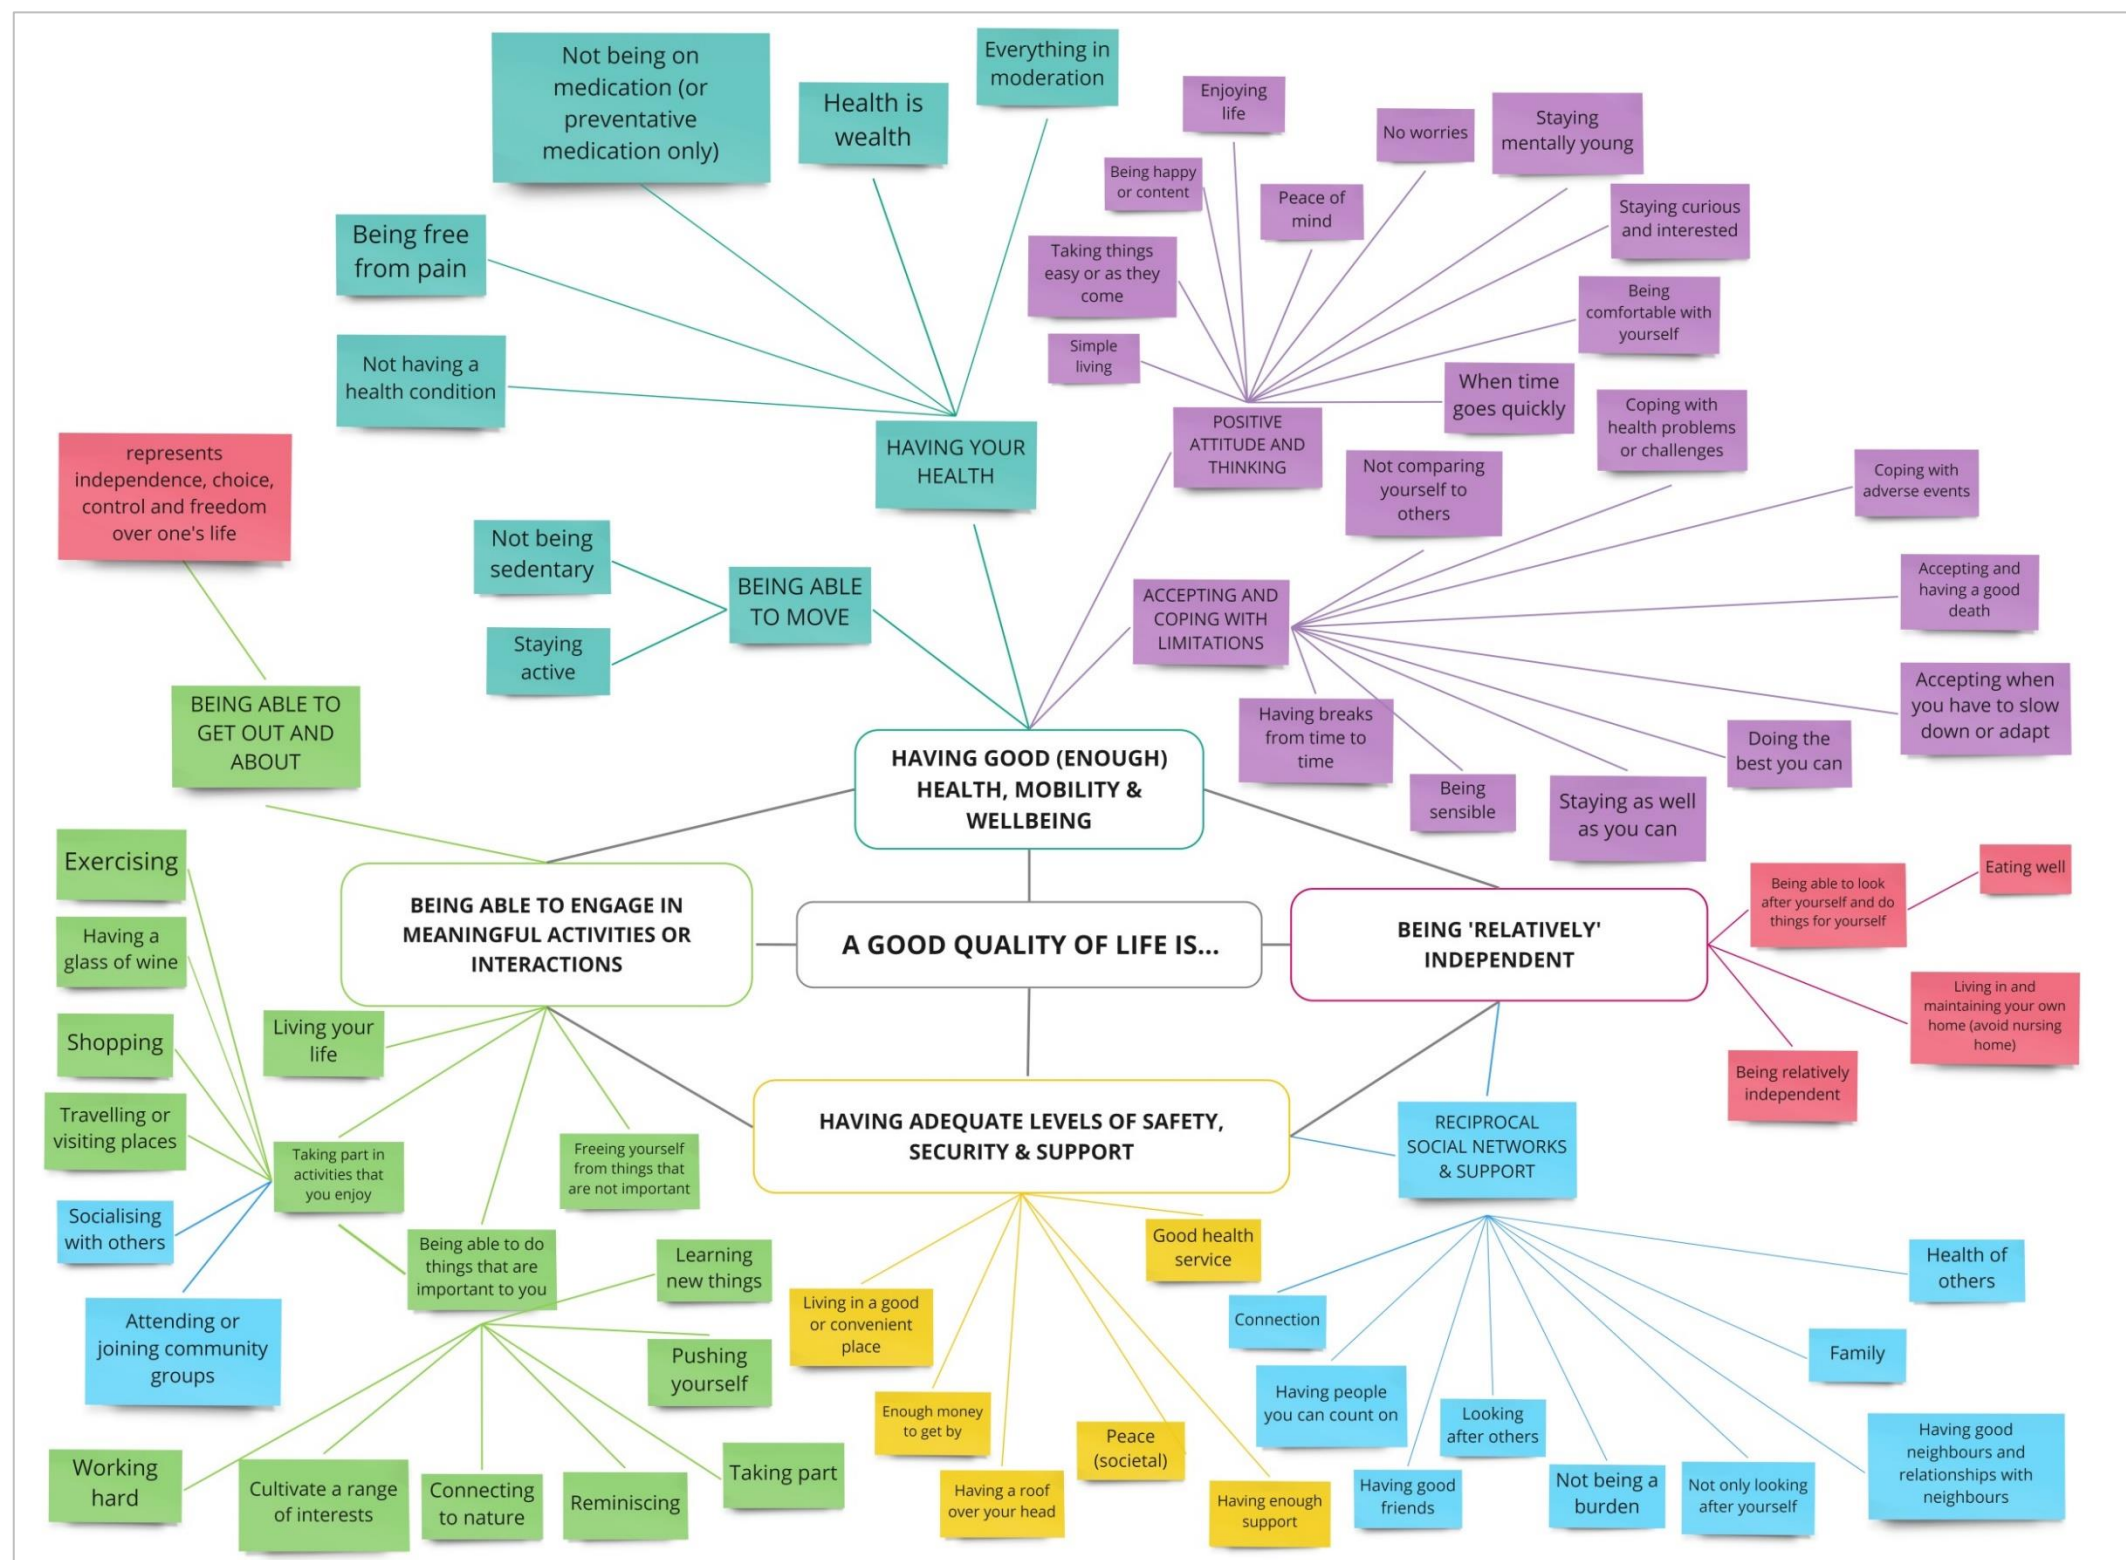 Not being on
medication (or
preventative
medication only)
Health is
wealth
Everything in
moderation
Being free
from pain
Not having a
health condition
HAVING YOUR
HEALTH
Not being
sedentary
Staying
active
BEING ABLE
TO MOVE
Enjoying
life
No worries
Staying
mentally young
Being happy
or content
Peace of
mind
Staying curious
and interested
Taking things
easy or as they
come
Being
comfortable with
yourself
Simple
living
When time
goes quickly
POSITIVE
ATTITUDE AND
THINKING
Coping with
health problems
or challenges
Not comparing
yourself to
others
Coping with
adverse events
ACCEPTING AND
COPING WITH
LIMITATIONS
Accepting and
having a good
death
Accepting when
you have to slow
down or adapt
Having breaks
from time to
time
Doing the
best you can
Being
sensible
Staying as well
as you can
represents
independence, choice,
control and freedom
over one's life
BEING ABLE TO
GET OUT AND
ABOUT
HAVING GOOD (ENOUGH)
HEALTH, MOBILITY &
WELLBEING
BEING ABLE TO ENGAGE IN
MEANINGFUL ACTIVITIES OR
INTERACTIONS
A GOOD QUALITY OF LIFE IS...
BEING 'RELATIVELY'
INDEPENDENT
HAVING ADEQUATE LEVELS OF SAFETY,
SECURITY & SUPPORT
Being able to look
after yourself and do
things for yourself
Eating well
Living in and
maintaining your own
home (avoid nursing
home)
Being relatively
independent
Exercising
Having a
glass of wine
Shopping
Travelling or
visiting places
Socialising
with others
Attending or
joining community
groups
Living your
life
Taking part in
activities that
you enjoy
Freeing yourself
from things that
are not important
Being able to do
things that are
important to you
Learning
new things
Pushing
yourself
Working
hard
Cultivate a range
of interests
Connecting
to nature
Reminiscing
Taking part
Good health
service
Living in a good
or convenient
place
Enough money
to get by
Having a roof
over your head
Peace
(societal)
Having enough
support
RECIPROCAL
SOCIAL NETWORKS
& SUPPORT
Connection
Having people
you can count on
Having good
friends
Looking
after others
Not being a
burden
Not only looking
after yourself
Health of
others
Family
Having good
neighbours and
relationships with
neighbours